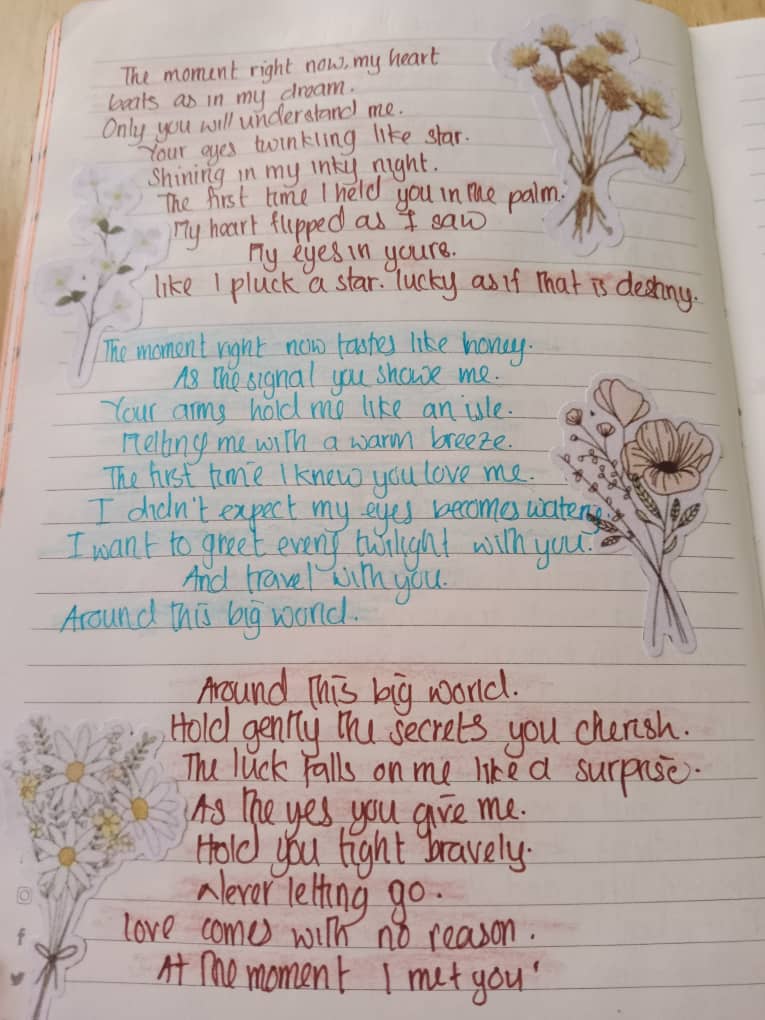 The moment right now, my heart
beats as in my dream.
Only you will understand me.
Your eyes twinkling like star.
Shining in my inky night.
The first time I held you in the palm.
My heart flipped as I saw
My eyes in yours.
like I pluck a star. lucky as if that is destiny.
The moment right now tastes like honey.
As the signal you showe me.
Your arms hold me like an isle.
Melting me with a warm breeze.
The first time I knew you love me.
I didn't expect my eyes becomes watery.
I want to greet every twilight with you.
And travel with you.
Around this big world.
Around this big world.
Hold gently the secrets you cherish.
The luck falls on me like a surprise.
As the yes you give me.
Hold you tight bravely.
Never letting go.
love comes with no reason.
At the moment I met you'